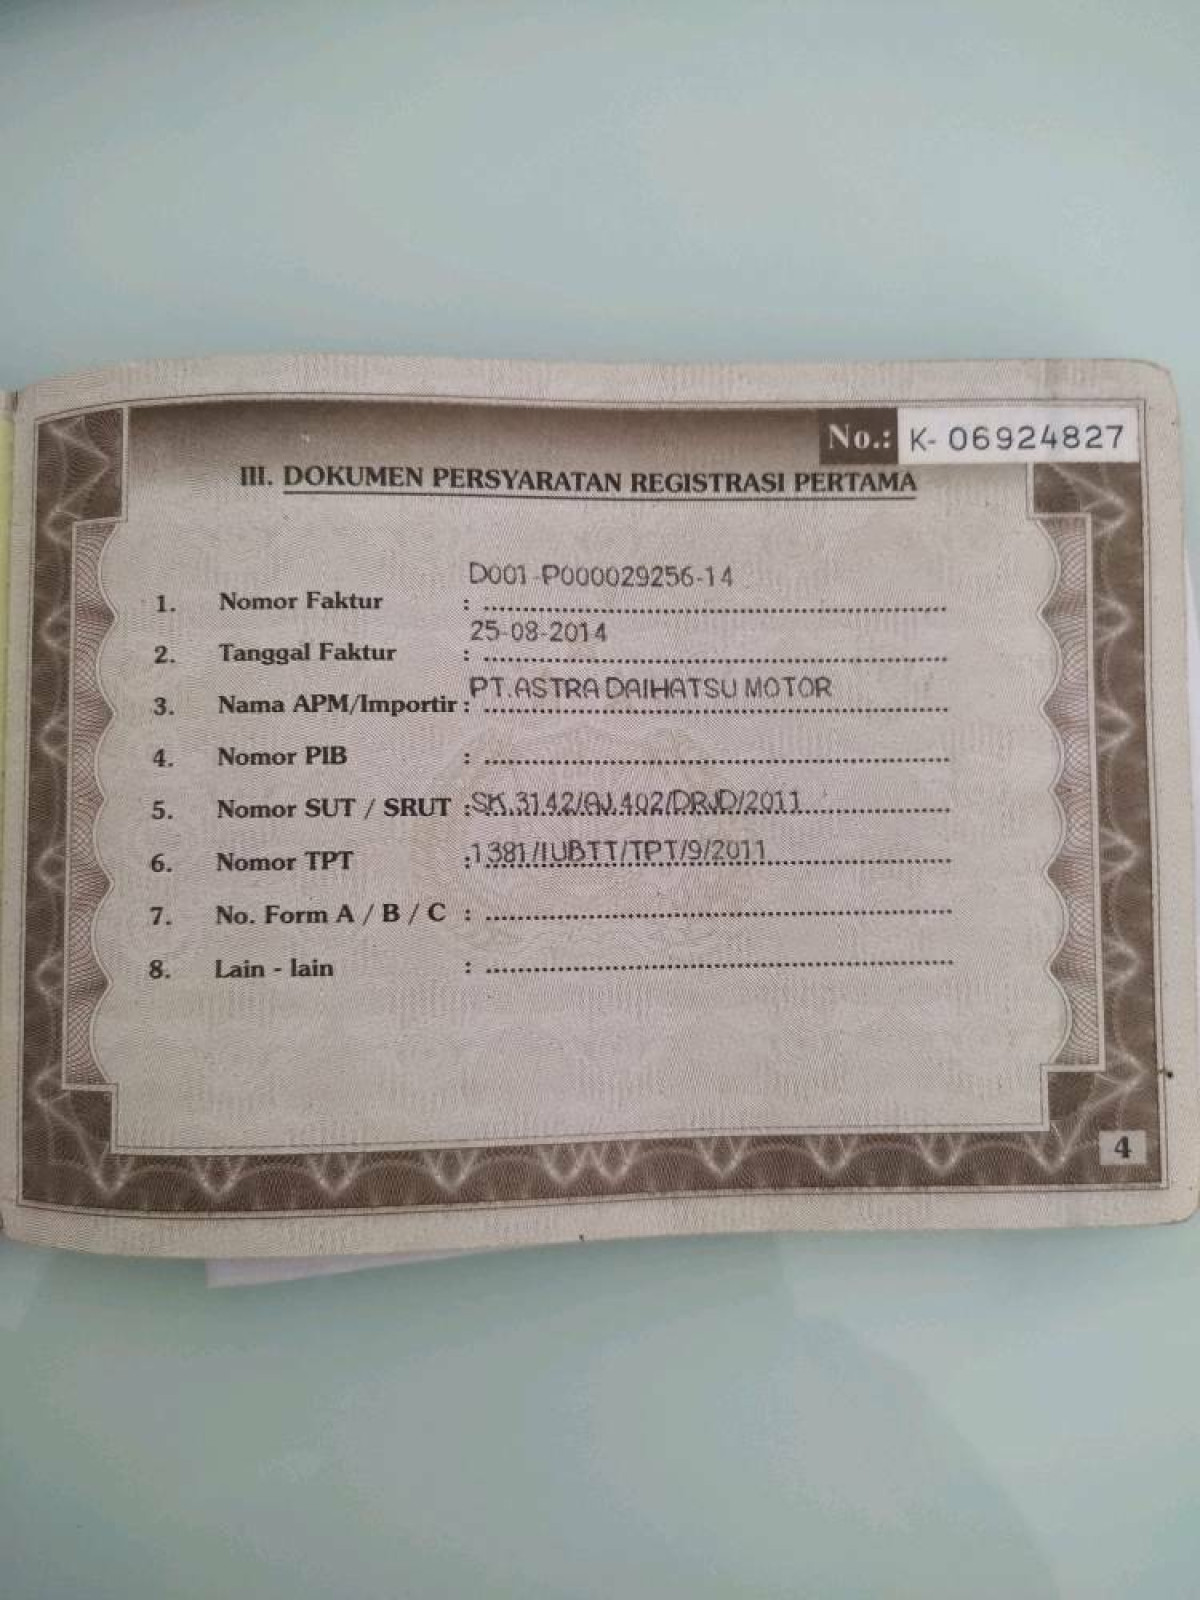 No.: K- 06924827
III. DOKUMEN PERSYARATAN REGISTRASI PERTAMA
1. Nomor Faktur : D001-P000029256-14
2. Tanggal Faktur : 25-08-2014
3. Nama APM/Importir : PT.ASTRA DAIHATSU MOTOR
4. Nomor PIB :
5. Nomor SUT / SRUT : SK.3142/AJ.402/DRJD/2011
6. Nomor TPT : 1381/IUBTT/TPT/9/2011
7. No. Form A / B / C :
8. Lain - lain :
4